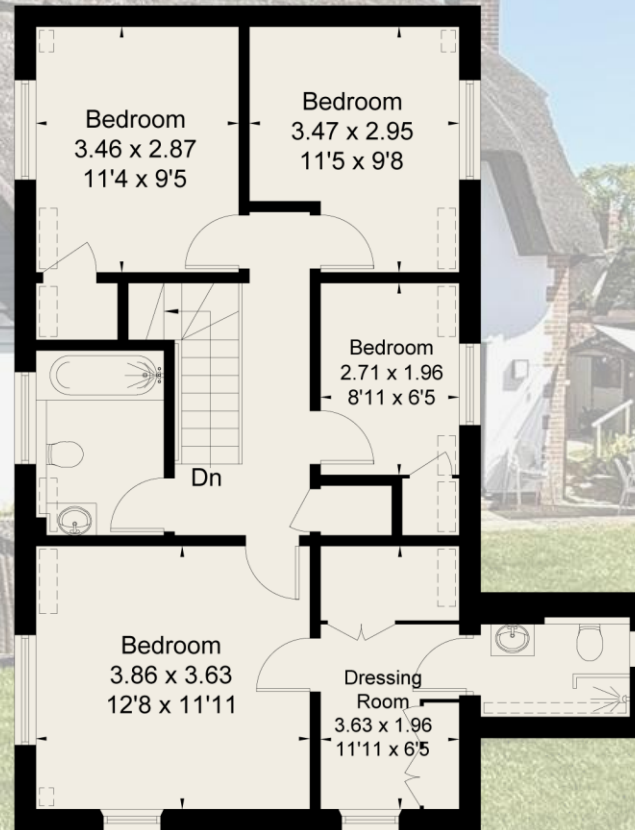 Bedroom
3.46 x 2.87
11'4 x 9'5
Bedroom
3.47 x 2.95
11'5 x 9'8
Bedroom
2.71 x 1.96
8'11 x 6'5
Dn
Bedroom
3.86 x 3.63
12'8 x 11'11
Dressing
Room
3.63 x 1.96
11'11 x 6'5